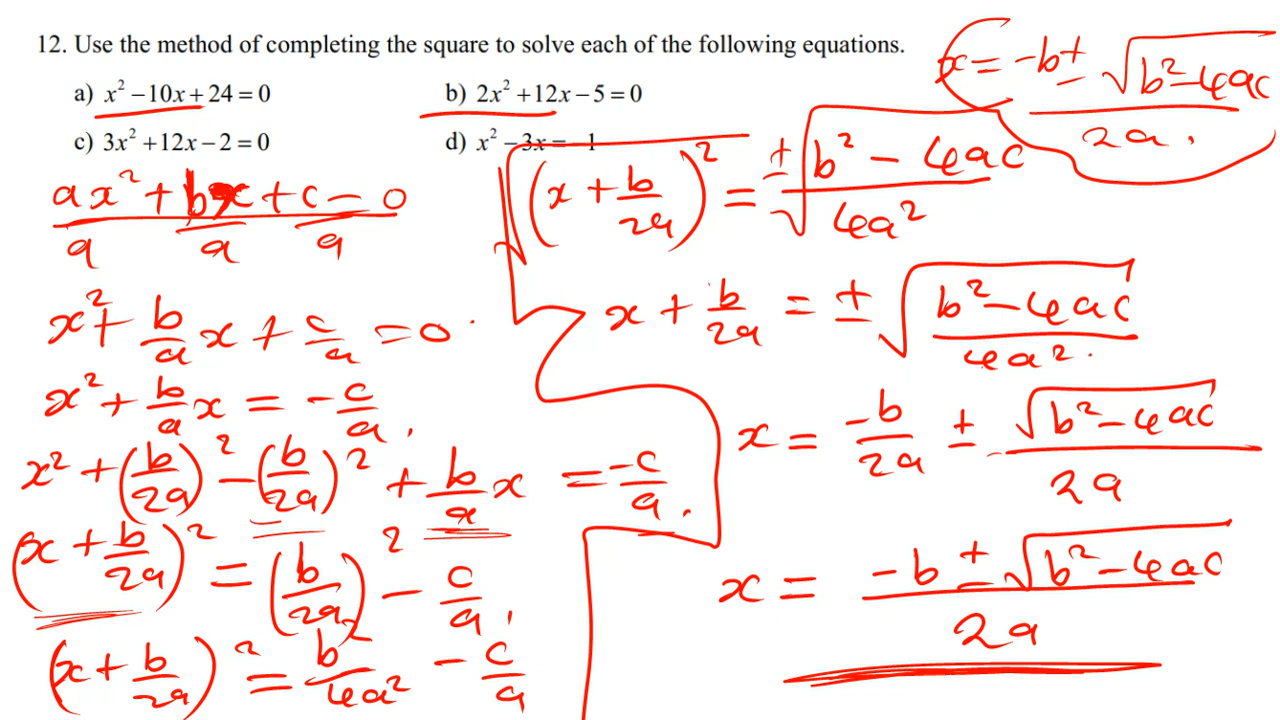 12. Use the method of completing the square to solve each of the following equations.
a) x² − 10x + 24 = 0
b) 2x² + 12x − 5 = 0
c) 3x² + 12x − 2 = 0
d) x² − 3x = −1
x = -b ± √(b² - 4ac) / 2a.
ax²/a + bx/a + c/a = 0
x² + b/a x + c/a = 0.
x² + b/a x = -c/a.
x² + (b/2a)² - (b/2a)² + b/a x = -c/a.
(x + b/2a)² = (b/2a)² - c/a,
(x + b/2a)² = b²/4a² - c/a
√(x + b/2a)² = ±√(b² - 4ac / 4a²)
x + b/2a = ± √(b² - 4ac / 4a².)
x = -b/2a ± √(b² - 4ac) / 2a
x = -b ± √(b² - 4ac) / 2a